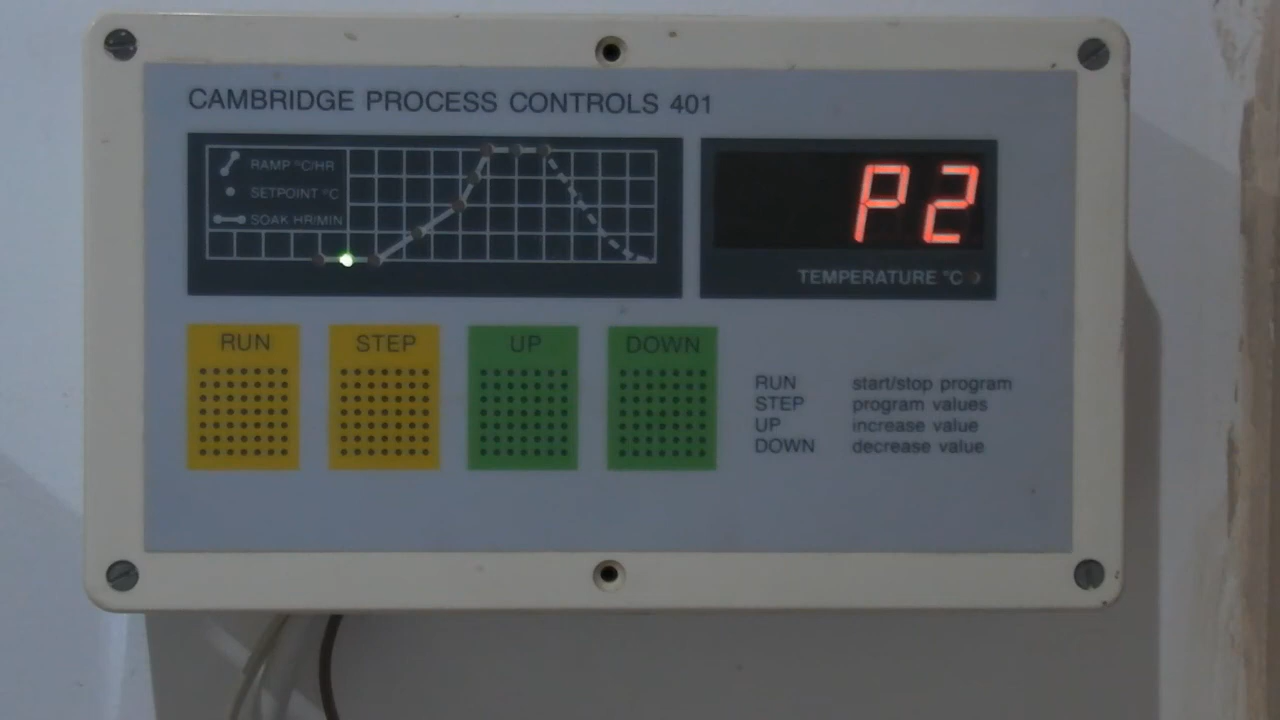 CAMBRIDGE PROCESS CONTROLS 401
RAMP °C/HR
SETPOINT °C
SOAK HR/MIN
P2
TEMPERATURE °C
RUN
STEP
UP
DOWN
RUN start/stop program
STEP program values
UP increase value
DOWN decrease value